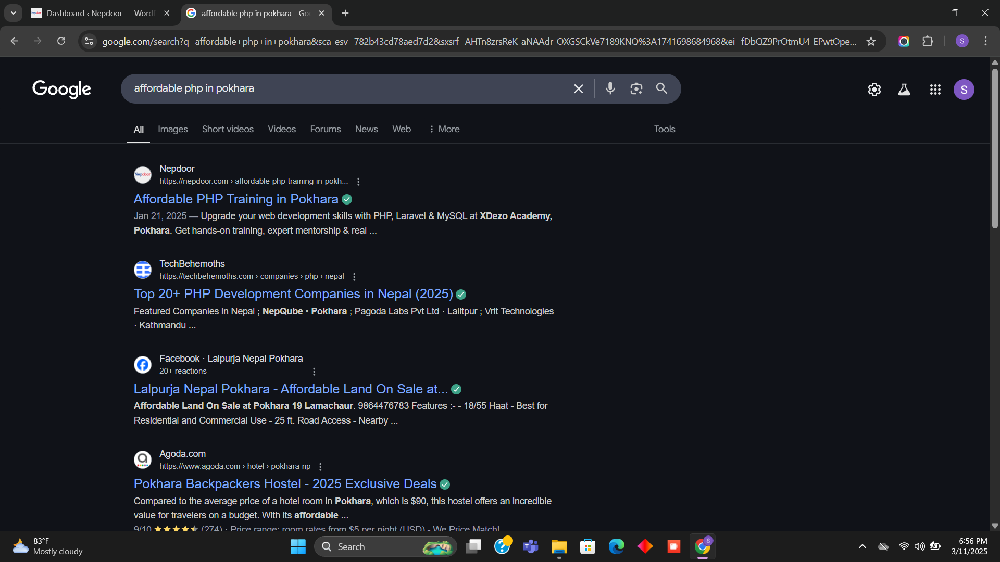 Dashboard ‹ Nepdoor — Word
affordable php in pokhara - Go
google.com/search?q=affordable+php+in+pokhara&sca_esv=782b43cd78aed7d2&sxsrf=AHTn8zrsReK-aNAAdr_OXGSCkVe7189KNQ%3A1741698684968&ei=fDbQZ9PrOtmU4-EPwtOpe...
S
Google
affordable php in pokhara
S
All Images Short videos Videos Forums News Web More Tools
Nepdoor
Nepdoor
https://nepdoor.com › affordable-php-training-in-pokh...
Affordable PHP Training in Pokhara
Jan 21, 2025 — Upgrade your web development skills with PHP, Laravel & MySQL at XDezo Academy,
Pokhara. Get hands-on training, expert mentorship & real ...
TechBehemoths
https://techbehemoths.com › companies › php › nepal
Top 20+ PHP Development Companies in Nepal (2025)
Featured Companies in Nepal ; NepQube · Pokhara ; Pagoda Labs Pvt Ltd · Lalitpur ; Vrit Technologies
· Kathmandu ...
Facebook · Lalpurja Nepal Pokhara
20+ reactions
Lalpurja Nepal Pokhara - Affordable Land On Sale at...
Affordable Land On Sale at Pokhara 19 Lamachaur. 9864476783 Features :- - 18/55 Haat - Best for
Residential and Commercial Use - 25 ft. Road Access - Nearby ...
Agoda.com
https://www.agoda.com › hotel › pokhara-np
Pokhara Backpackers Hostel - 2025 Exclusive Deals
Compared to the average price of a hotel room in Pokhara, which is $90, this hostel offers an incredible
value for travelers on a budget. With its affordable ...
9/10 (274) · Price range: room rates from $5 per night (USD) - We Price Match!
83°F
Mostly cloudy
Search
S
6:56 PM
3/11/2025